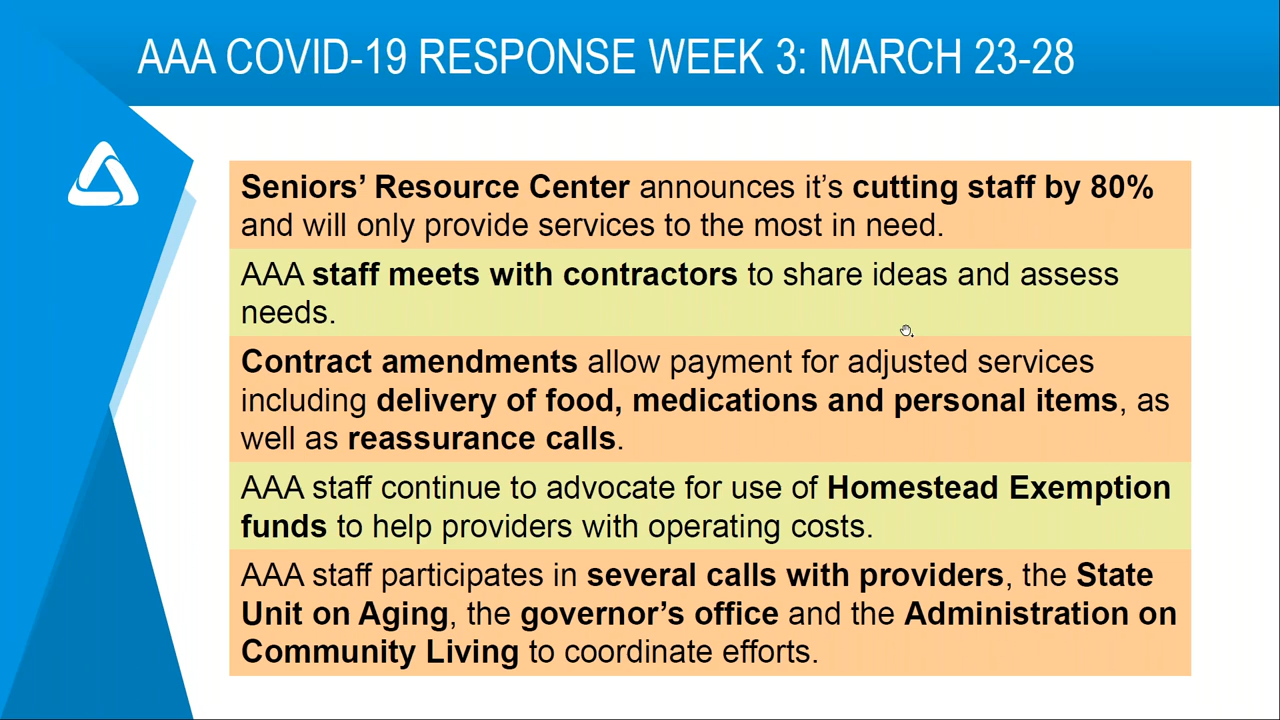 AAA COVID-19 RESPONSE WEEK 3: MARCH 23-28
Seniors’ Resource Center announces it’s cutting staff by 80%
and will only provide services to the most in need.
AAA staff meets with contractors to share ideas and assess
needs.
Contract amendments allow payment for adjusted services
including delivery of food, medications and personal items, as
well as reassurance calls.
AAA staff continue to advocate for use of Homestead Exemption
funds to help providers with operating costs.
AAA staff participates in several calls with providers, the State
Unit on Aging, the governor’s office and the Administration on
Community Living to coordinate efforts.